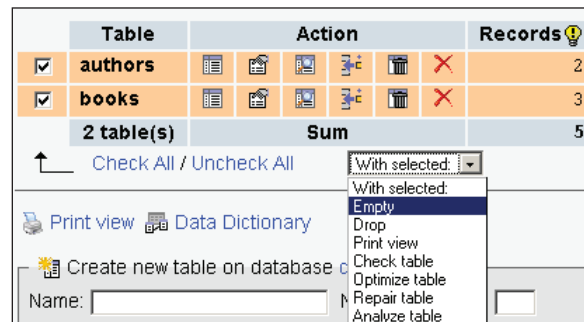 Table Action Records
authors 2
books 3
2 table(s) Sum 5
Check All / Uncheck All With selected:
With selected:
Empty
Drop
Print view Data Dictionary
Print view
Check table
Create new table on database
Optimize table
Name:
Repair table
Analyze table